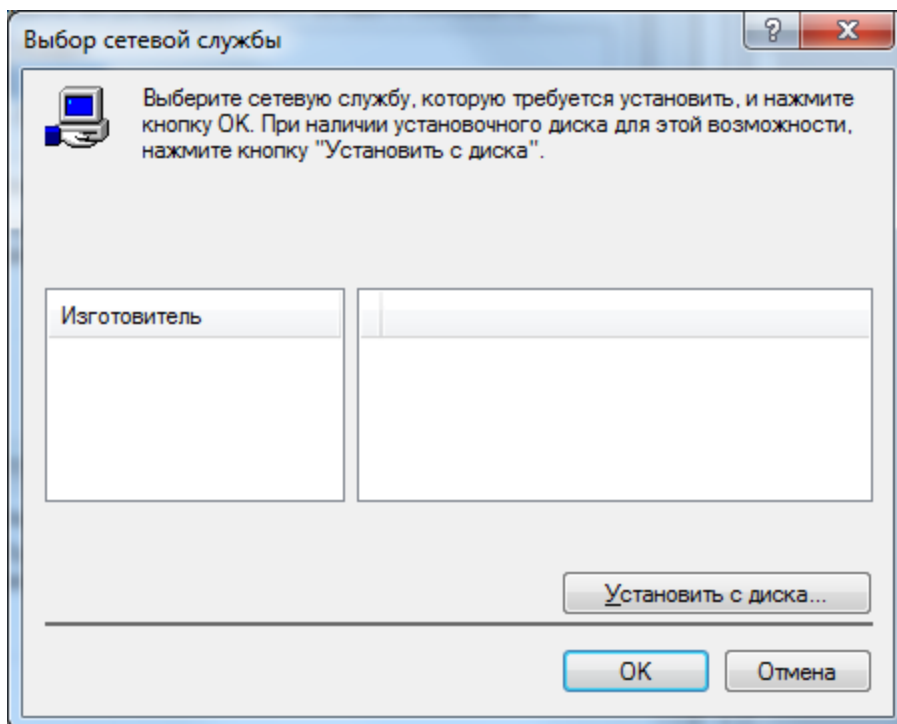 Выбор сетевой службы
Выберите сетевую службу, которую требуется установить, и нажмите
кнопку ОК. При наличии установочного диска для этой возможности,
нажмите кнопку "Установить с диска".
Изготовитель
Установить с диска...
ОК
Отмена